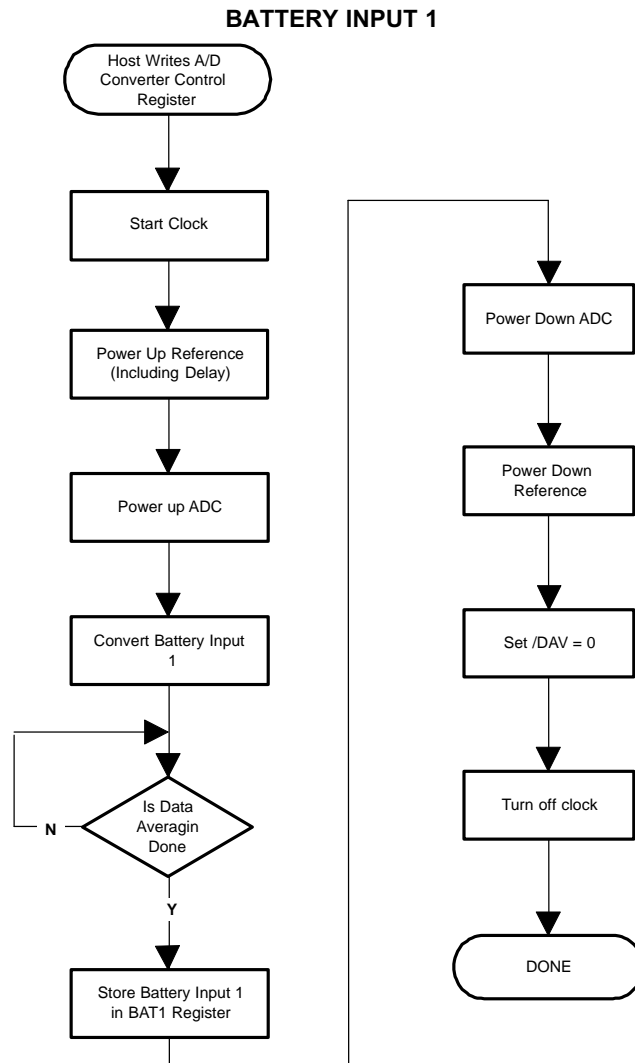 BATTERY INPUT 1
Host Writes A/D
Converter Control
Register
Start Clock
Power Up Reference
(Including Delay)
Power up ADC
Convert Battery Input
1
Is Data
Averagin
Done
N
Y
Store Battery Input 1
in BAT1 Register
Power Down ADC
Power Down
Reference
Set /DAV = 0
Turn off clock
DONE